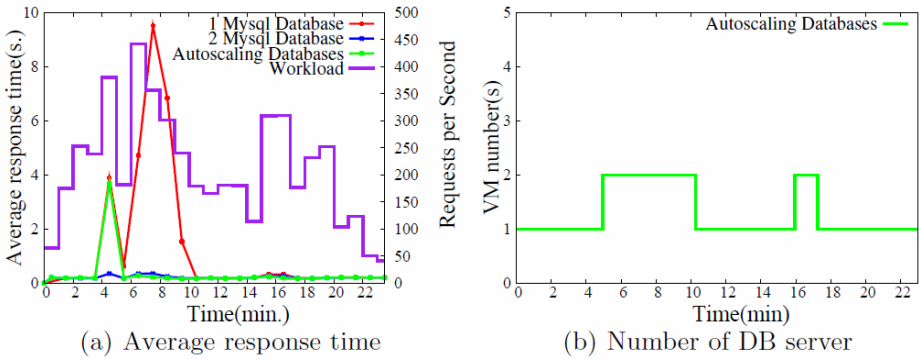 1 Mysql Database
2 Mysql Database
Autoscaling Databases
Workload
Average response time(s.)
10
8
6
4
2
0
500
450
400
350
300
250
200
150
100
50
0
Requests per Second
0 2 4 6 8 10 12 14 16 18 20 22
Time(min.)
(a) Average response time
Autoscaling Databases
VM number(s)
5
4
3
2
1
0
0 2 4 6 8 10 12 14 16 18 20 22
Time(min)
(b) Number of DB server